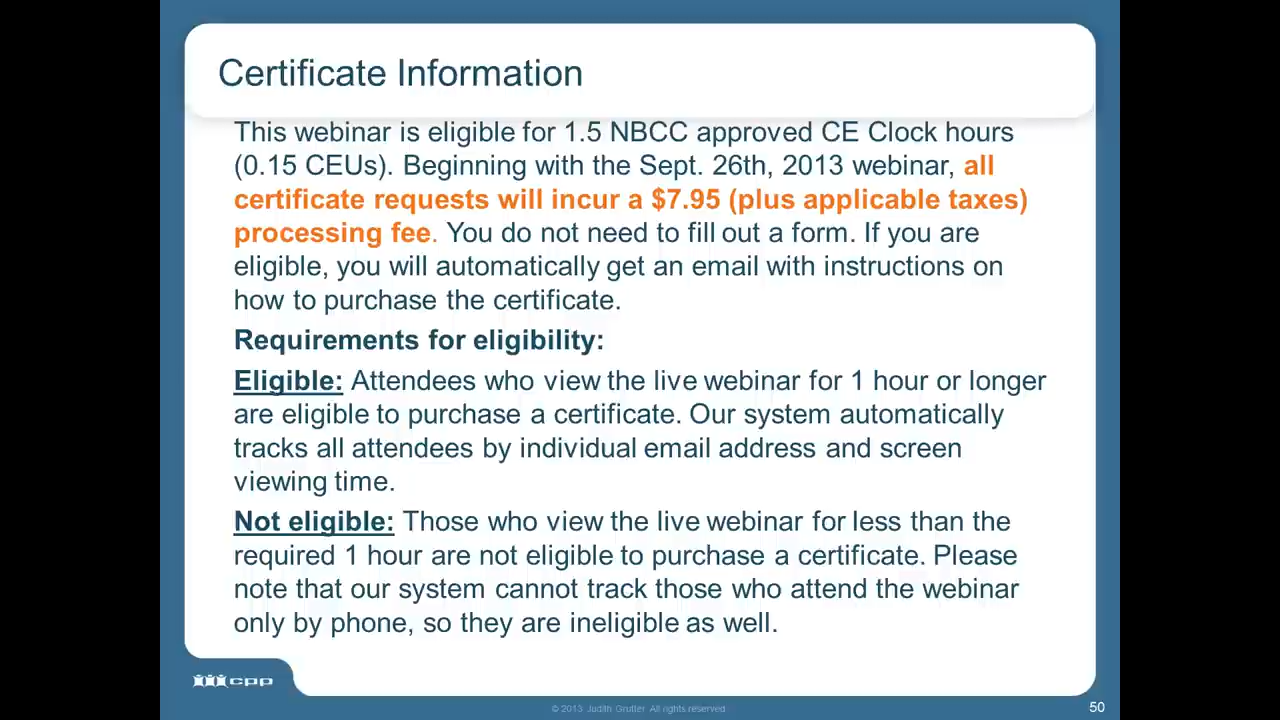 Certificate Information
This webinar is eligible for 1.5 NBCC approved CE Clock hours
(0.15 CEUs). Beginning with the Sept. 26th, 2013 webinar, all
certificate requests will incur a $7.95 (plus applicable taxes)
processing fee. You do not need to fill out a form. If you are
eligible, you will automatically get an email with instructions on
how to purchase the certificate.
Requirements for eligibility:
Eligible: Attendees who view the live webinar for 1 hour or longer
are eligible to purchase a certificate. Our system automatically
tracks all attendees by individual email address and screen
viewing time.
Not eligible: Those who view the live webinar for less than the
required 1 hour are not eligible to purchase a certificate. Please
note that our system cannot track those who attend the webinar
only by phone, so they are ineligible as well.
cpp
© 2013 Judith Grutter All rights reserved
50